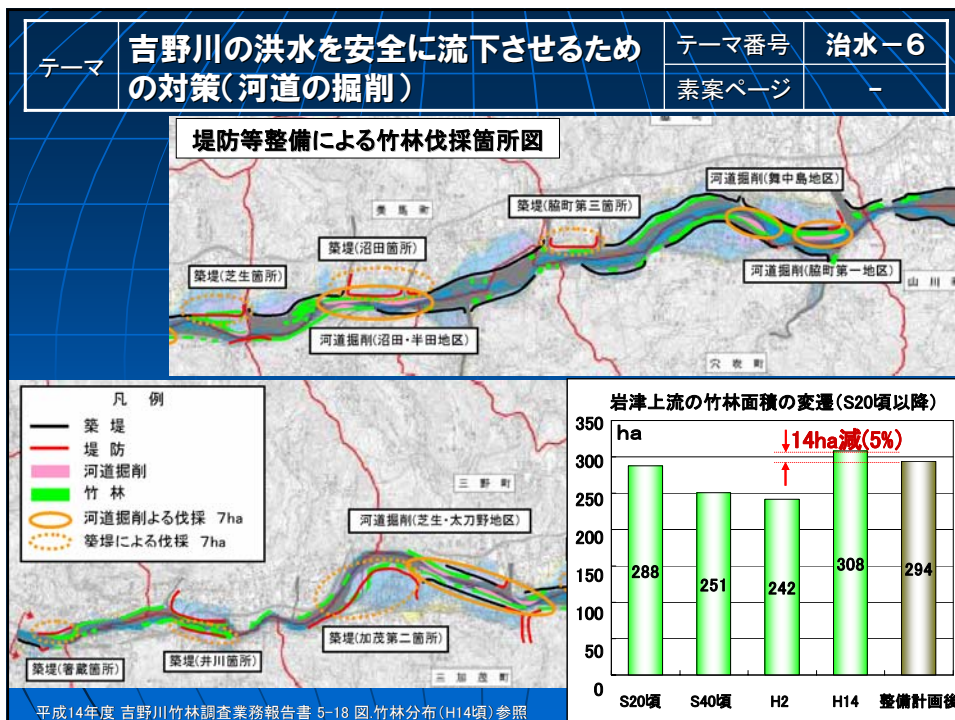 テーマ
吉野川の洪水を安全に流下させるため
の対策(河道の掘削)
テーマ番号
治水－6
素案ページ
－
堤防等整備による竹林伐採箇所図
河道掘削(舞中島地区)
築堤(脇町第三箇所)
美馬町
築堤(沼田箇所)
築堤(芝生箇所)
河道掘削(脇町第一地区)
山川町
河道掘削(沼田・半田地区)
穴吹町
凡 例
築 堤
堤 防
河道掘削
竹 林
河道掘削よる伐採 7ha
築堤による伐採 7ha
三野町
河道掘削(芝生・太刀野地区)
築堤(加茂第二箇所)
築堤(井川箇所)
築堤(箸蔵箇所)
三加茂町
平成14年度 吉野川竹林調査業務報告書 5-18 図.竹林分布(H14頃)参照
岩津上流の竹林面積の変遷(S20頃以降)
ha
14ha減(5%)
350
300
250
200
150
100
50
0
288
251
242
308
294
S20頃
S40頃
H2
H14
整備計画後